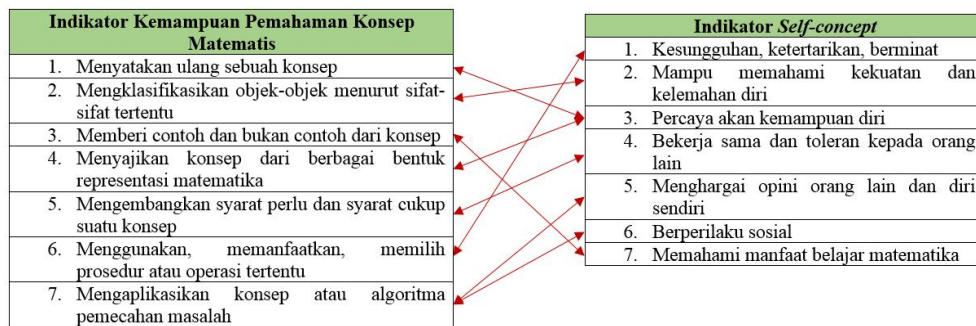 Indikator Kemampuan Pemahaman Konsep
Matematis
1. Menyatakan ulang sebuah konsep
2. Mengklasifikasikan objek-objek menurut sifat-
sifat tertentu
3. Memberi contoh dan bukan contoh dari konsep
4. Menyajikan konsep dari berbagai bentuk
representasi matematika
5. Mengembangkan syarat perlu dan syarat cukup
suatu konsep
6. Menggunakan, memanfaatkan, memilih
prosedur atau operasi tertentu
7. Mengaplikasikan konsep atau algoritma
pemecahan masalah
Indikator Self-concept
1. Kesungguhan, ketertarikan, berminat
2. Mampu memahami kekuatan dan
kelemahan diri
3. Percaya akan kemampuan diri
4. Bekerja sama dan toleran kepada orang
lain
5. Menghargai opini orang lain dan diri
sendiri
6. Berperilaku sosial
7. Memahami manfaat belajar matematika